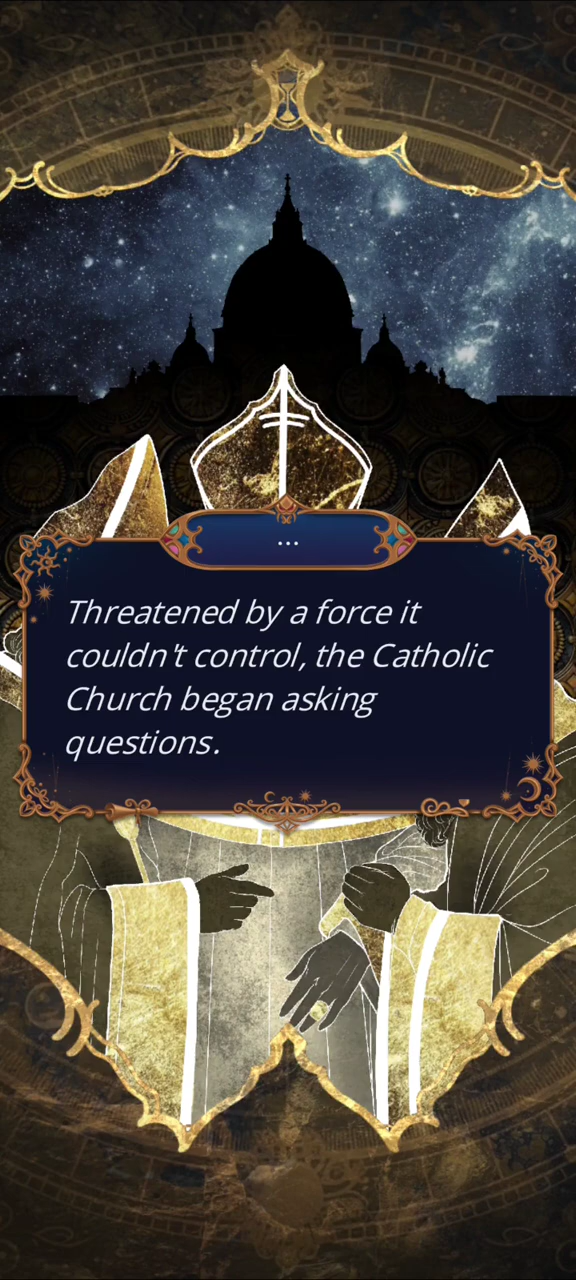 ...
Threatened by a force it
couldn't control, the Catholic
Church began asking
questions.